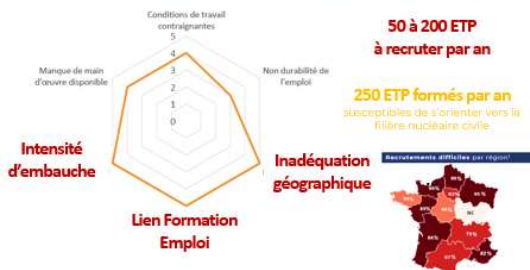 Conditions de travail
contraignantes
5
4
3
2
1
0
Manque de main
d'œuvre disponible
Non durabilité de
l'emploi
Intensité
d'embauche
Inadéquation
géographique
Lien Formation
Emploi
50 à 200 ETP
à recruter par an
250 ETP formés par an
susceptibles de s'orienter vers la
filière nucléaire civile
Recrutements difficiles par région